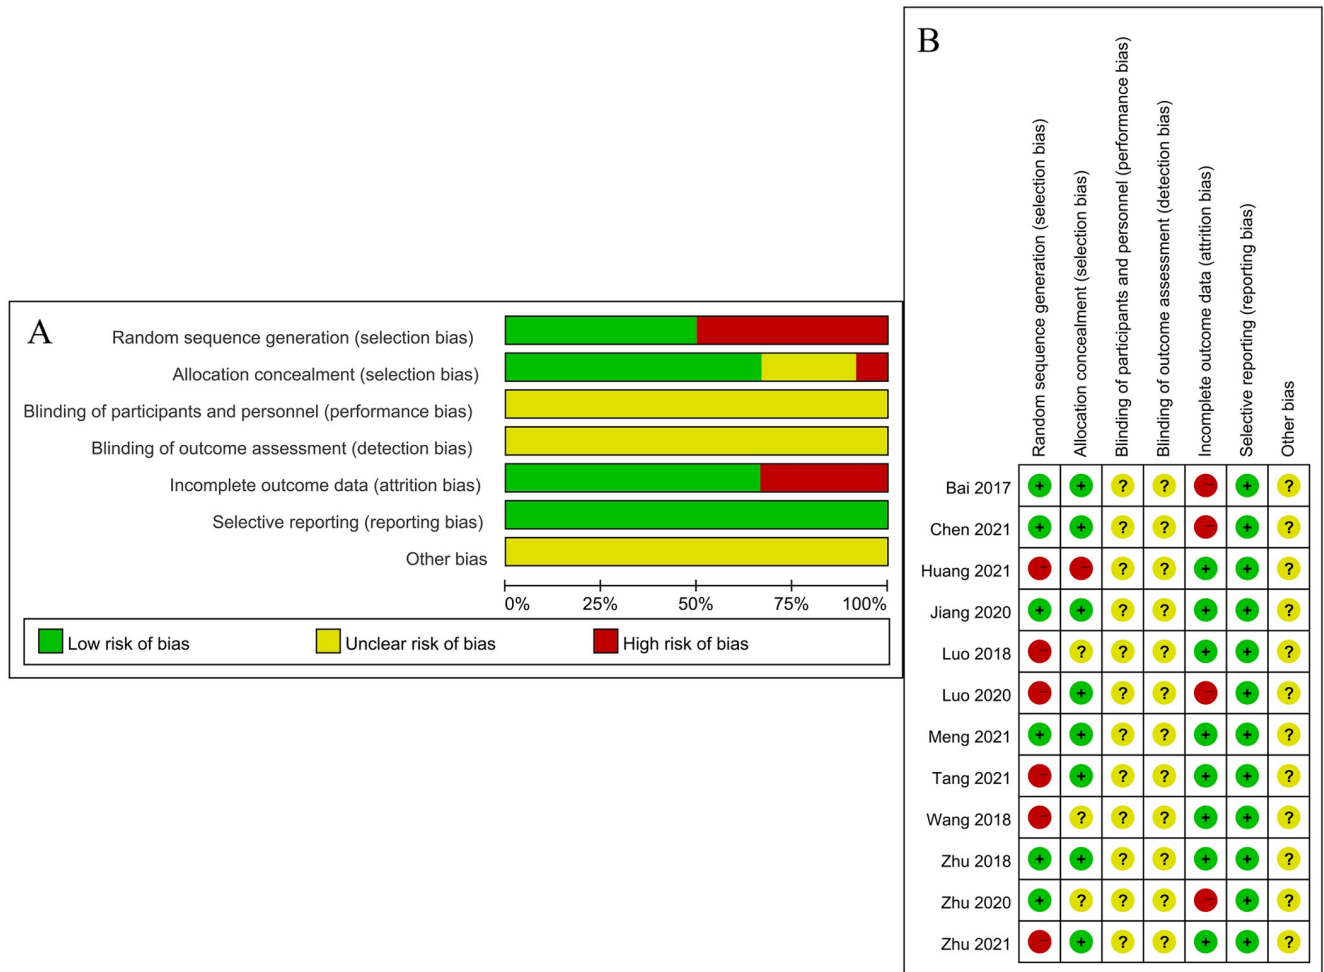 A
Random sequence generation (selection bias)
Allocation concealment (selection bias)
Blinding of participants and personnel (performance bias)
Blinding of outcome assessment (detection bias)
Incomplete outcome data (attrition bias)
Selective reporting (reporting bias)
Other bias
0% 25% 50% 75% 100%
Low risk of bias Unclear risk of bias High risk of bias
B
Random sequence generation (selection bias)
Allocation concealment (selection bias)
Blinding of participants and personnel (performance bias)
Blinding of outcome assessment (detection bias)
Incomplete outcome data (attrition bias)
Selective reporting (reporting bias)
Other bias
Bai 2017 + + ? ? - + ?
Chen 2021 + + ? ? - + ?
Huang 2021 - - ? ? + + ?
Jiang 2020 + + ? ? + + ?
Luo 2018 - ? ? ? + + ?
Luo 2020 - + ? ? - + ?
Meng 2021 + + ? ? + + ?
Tang 2021 - + ? ? + + ?
Wang 2018 - ? ? ? + + ?
Zhu 2018 + + ? ? + + ?
Zhu 2020 + ? ? ? - + ?
Zhu 2021 - + ? ? + + ?